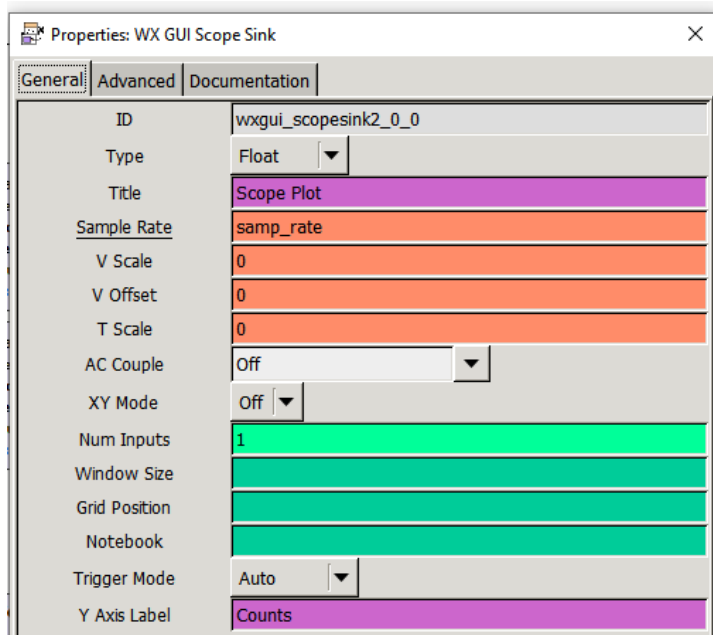 Properties: WX GUI Scope Sink
General Advanced Documentation
ID wxgui_scopesink2_0_0
Type Float
Title Scope Plot
Sample Rate samp_rate
V Scale 0
V Offset 0
T Scale 0
AC Couple Off
XY Mode Off
Num Inputs 1
Window Size
Grid Position
Notebook
Trigger Mode Auto
Y Axis Label Counts